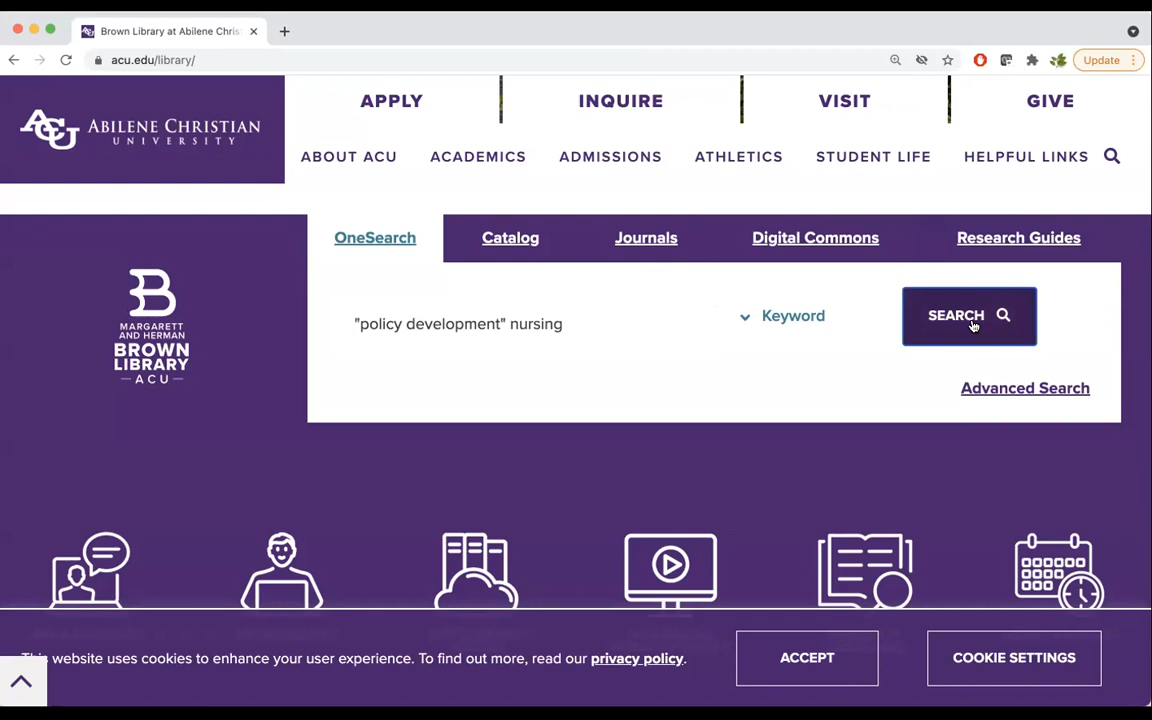 Brown Library at Abilene Chris
acu.edu/library/
Update
ACU ABILENE CHRISTIAN
UNIVERSITY
APPLY INQUIRE VISIT GIVE
ABOUT ACU ACADEMICS ADMISSIONS ATHLETICS STUDENT LIFE HELPFUL LINKS
OneSearch Catalog Journals Digital Commons Research Guides
"policy development" nursing Keyword SEARCH
Advanced Search
B
MARGARETT
AND HERMAN
BROWN
LIBRARY
—ACU—
This website uses cookies to enhance your user experience. To find out more, read our privacy policy.
ACCEPT
COOKIE SETTINGS